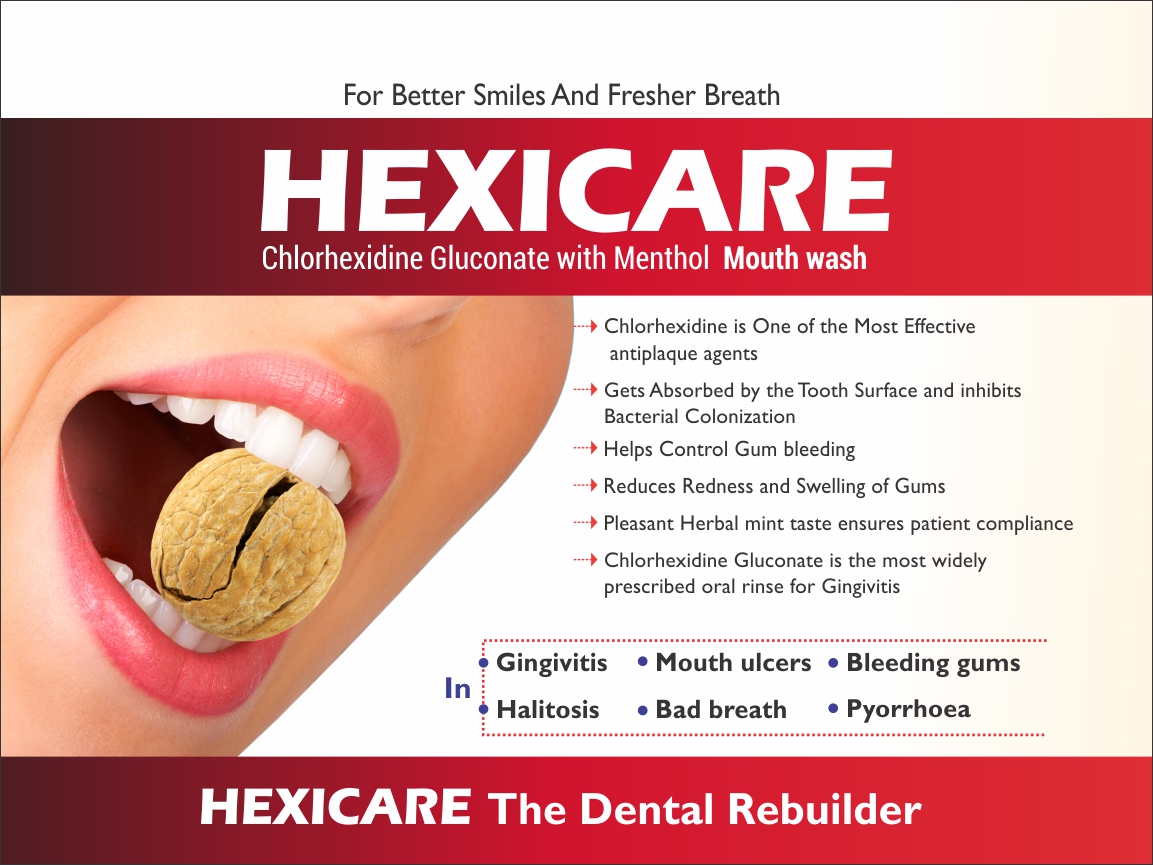 For Better Smiles And Fresher Breath
HEXICARE
Chlorhexidine Gluconate with Menthol Mouth wash
Chlorhexidine is One of the Most Effective
antiplaque agents
Gets Absorbed by the Tooth Surface and inhibits
Bacterial Colonization
Helps Control Gum bleeding
Reduces Redness and Swelling of Gums
Pleasant Herbal mint taste ensures patient compliance
Chlorhexidine Gluconate is the most widely
prescribed oral rinse for Gingivitis
In
• Gingivitis • Mouth ulcers • Bleeding gums
• Halitosis • Bad breath • Pyorrhoea
HEXICARE The Dental Rebuilder